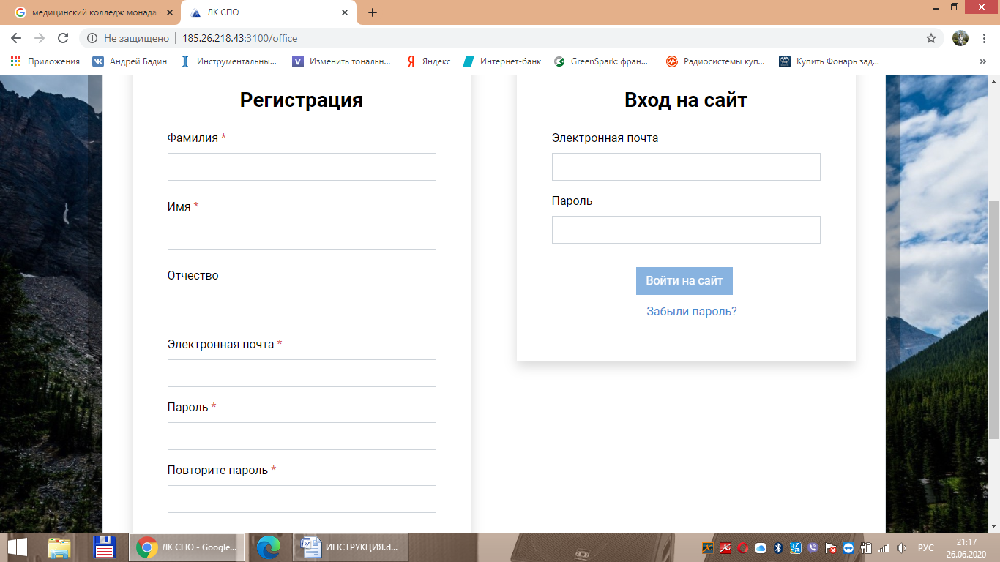 медицинский колледж монада
ЛК СПО
Не защищено
185.26.218.43:3100/office
Приложения
Андрей Бадин
Инструментальны...
Изменить тональн...
Яндекс
Интернет-банк
GreenSpark: фран...
Радиосистемы куп...
Купить Фонарь зад...
»
Регистрация
Фамилия *
Имя *
Отчество
Электронная почта *
Пароль *
Повторите пароль *
Вход на сайт
Электронная почта
Пароль
Войти на сайт
Забыли пароль?
ЛК СПО - Google...
ИНСТРУКЦИЯ.d...
РУС
21:17
26.06.2020